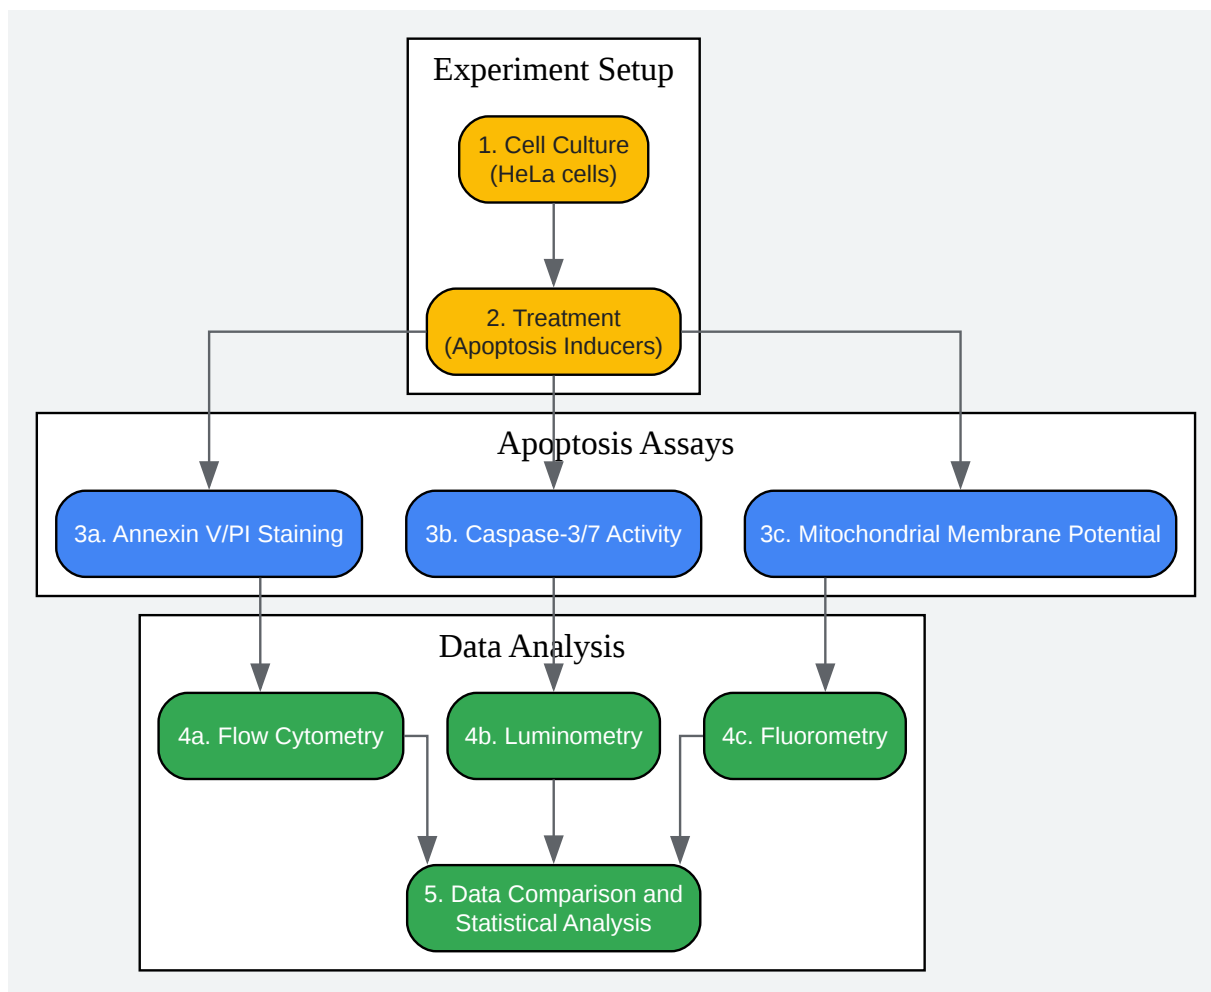 Experiment Setup
1. Cell Culture
(HeLa cells)
2. Treatment
(Apoptosis Inducers)
Apoptosis Assays
3a. Annexin V/PI Staining
3b. Caspase-3/7 Activity
3c. Mitochondrial Membrane Potential
Data Analysis
4a. Flow Cytometry
4b. Luminometry
4c. Fluorometry
5. Data Comparison and
Statistical Analysis